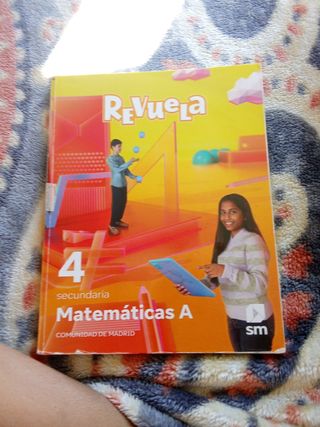 REVUELA
4
secundaria
Matemáticas A
COMUNIDAD DE MADRID
sm